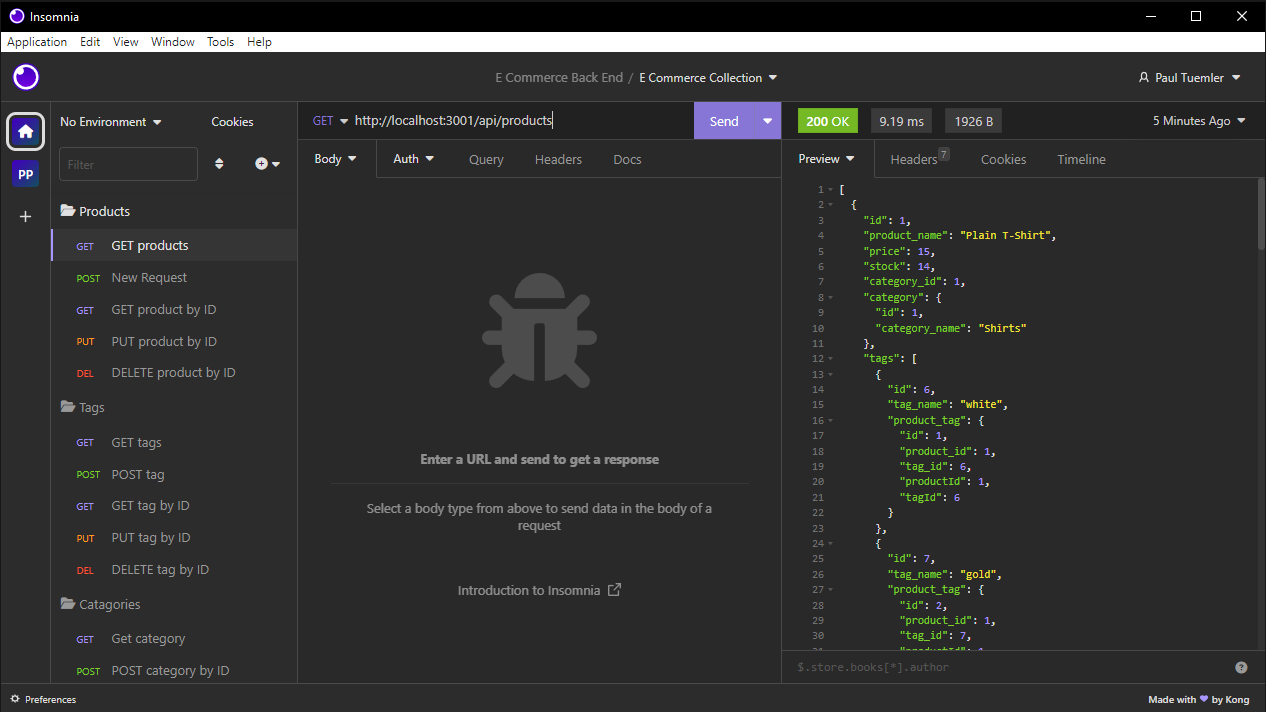 Insomnia
Application Edit View Window Tools Help
E Commerce Back End / E Commerce Collection
Paul Tuemler
PP
No Environment Cookies
Filter
Products
GET GET products
POST New Request
GET GET product by ID
PUT PUT product by ID
DEL DELETE product by ID
Tags
GET GET tags
POST POST tag
GET GET tag by ID
PUT PUT tag by ID
DEL DELETE tag by ID
Catagories
GET Get category
POST POST category by ID
GET http://localhost:3001/api/products Send
Body Auth Query Headers Docs
Enter a URL and send to get a response
Select a body type from above to send data in the body of a
request
Introduction to Insomnia
200 OK 9.19 ms 1926 B 5 Minutes Ago
Preview Headers 7 Cookies Timeline
1 [
2 {
3 "id": 1,
4 "product_name": "Plain T-Shirt",
5 "price": 15,
6 "stock": 14,
7 "category_id": 1,
8 "category": {
9 "id": 1,
10 "category_name": "Shirts"
11 },
12 "tags": [
13 {
14 "id": 6,
15 "tag_name": "white",
16 "product_tag": {
17 "id": 1,
18 "product_id": 1,
19 "tag_id": 6,
20 "productId": 1,
21 "tagId": 6
22 }
23 },
24 {
25 "id": 7,
26 "tag_name": "gold",
27 "product_tag": {
28 "id": 2,
29 "product_id": 1,
30 "tag_id": 7,
31 "productId": 1
$.store.books[*].author
Preferences
Made with ♥ by Kong